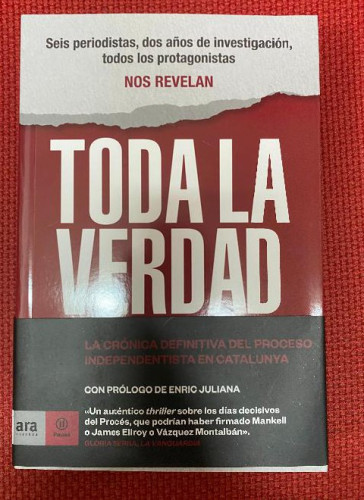 Seis periodistas, dos años de investigación,
todos los protagonistas
NOS REVELAN
TODA LA
VERDAD
LA CRÓNICA DEFINITIVA DEL PROCESO
INDEPENDENTISTA EN CATALUNYA
CON PRÓLOGO DE ENRIC JULIANA
«Un auténtico thriller sobre los días decisivos
del Procés, que podrían haber firmado Mankell
o James Ellroy o Vázquez Montalbán».
LA VANGUARDIA
ara